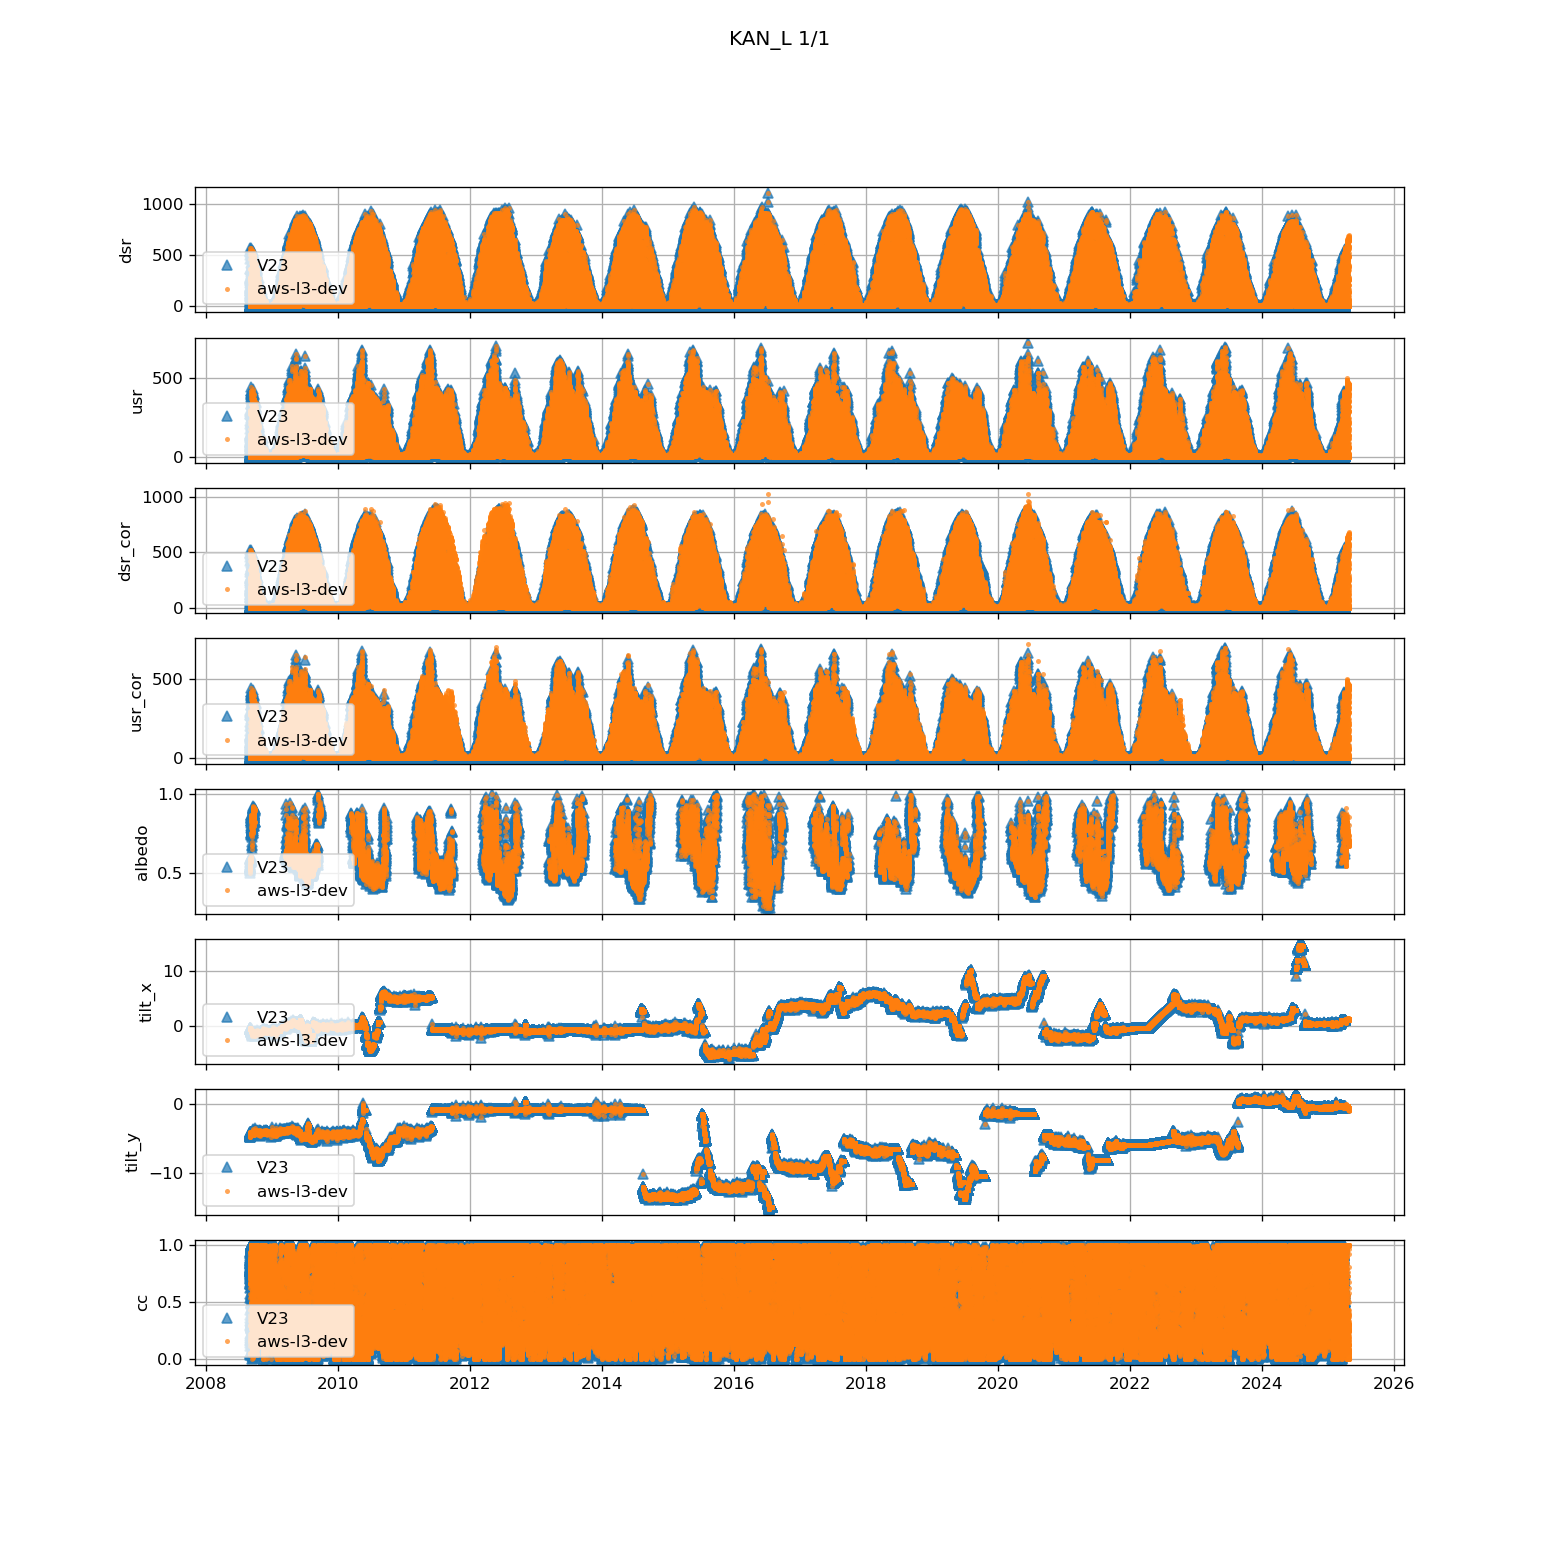 KAN_L 1/1
1000
500
0
dsr
V23
aws-l3-dev
500
0
usr
V23
aws-l3-dev
1000
500
0
dsr_cor
V23
aws-l3-dev
500
0
usr_cor
V23
aws-l3-dev
1.0
0.5
albedo
V23
aws-l3-dev
10
0
tilt_x
V23
aws-l3-dev
0
−10
tilt_y
V23
aws-l3-dev
1.0
0.5
0.0
cc
V23
aws-l3-dev
2008 2010 2012 2014 2016 2018 2020 2022 2024 2026